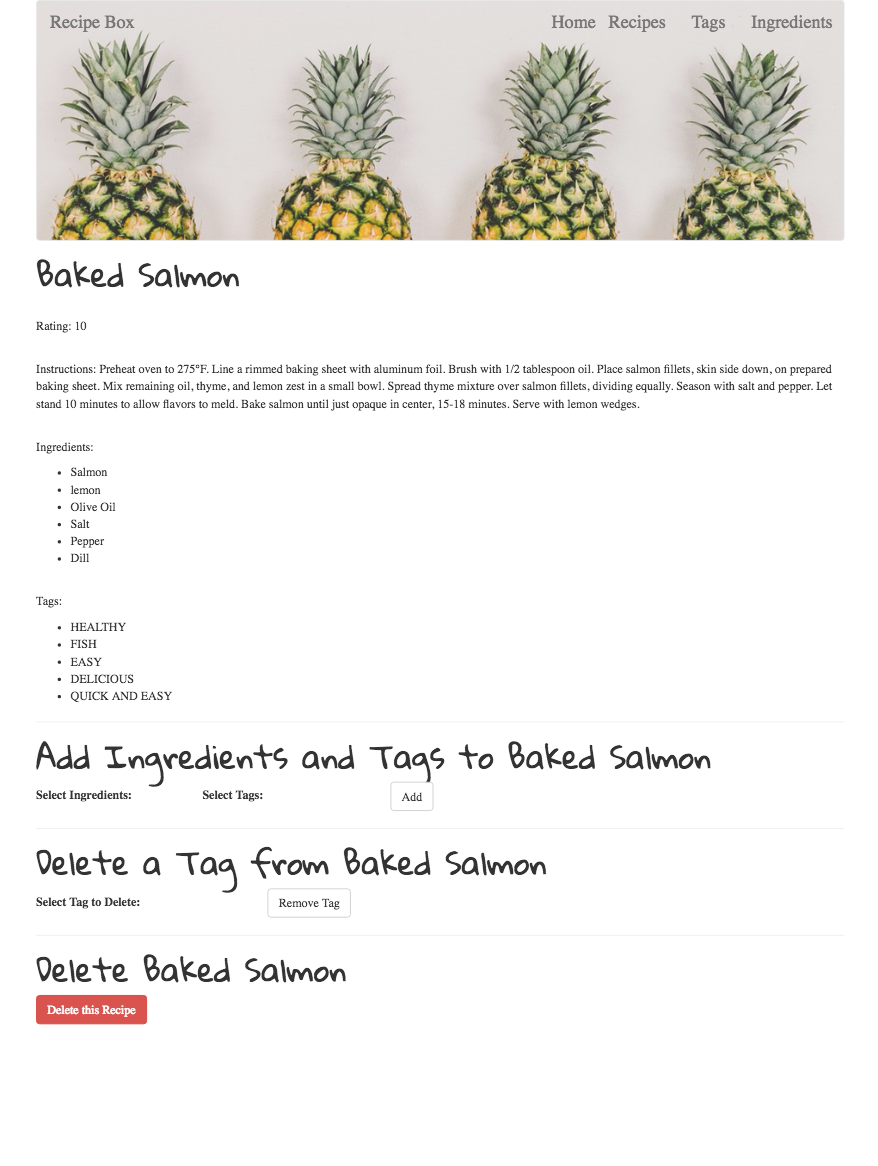 Recipe Box Home Recipes Tags Ingredients
Baked Salmon
Rating: 10
Instructions: Preheat oven to 275°F. Line a rimmed baking sheet with aluminum foil. Brush with 1/2 tablespoon oil. Place salmon fillets, skin side down, on prepared
baking sheet. Mix remaining oil, thyme, and lemon zest in a small bowl. Spread thyme mixture over salmon fillets, dividing equally. Season with salt and pepper. Let
stand 10 minutes to allow flavors to meld. Bake salmon until just opaque in center, 15-18 minutes. Serve with lemon wedges.
Ingredients:
• Salmon
• lemon
• Olive Oil
• Salt
• Pepper
• Dill
Tags:
• HEALTHY
• FISH
• EASY
• DELICIOUS
• QUICK AND EASY
Add Ingredients and Tags to Baked Salmon
Select Ingredients: Select Tags: Add
Delete a Tag from Baked Salmon
Select Tag to Delete: Remove Tag
Delete Baked Salmon
Delete this Recipe